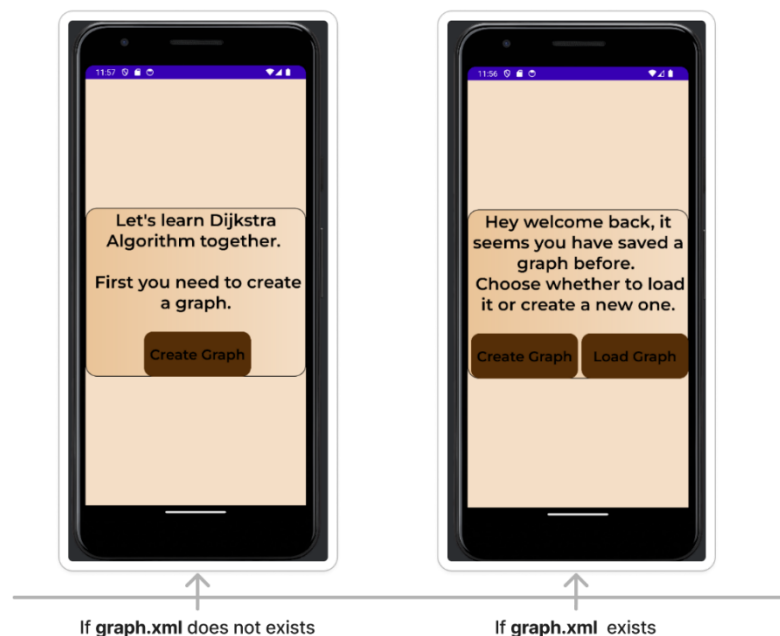 11:57
Let's learn Dijkstra
Algorithm together.
First you need to create
a graph.
Create Graph
If graph.xml does not exists
11:56
Hey welcome back, it
seems you have saved a
graph before.
Choose whether to load
it or create a new one.
Create Graph
Load Graph
If graph.xml exists